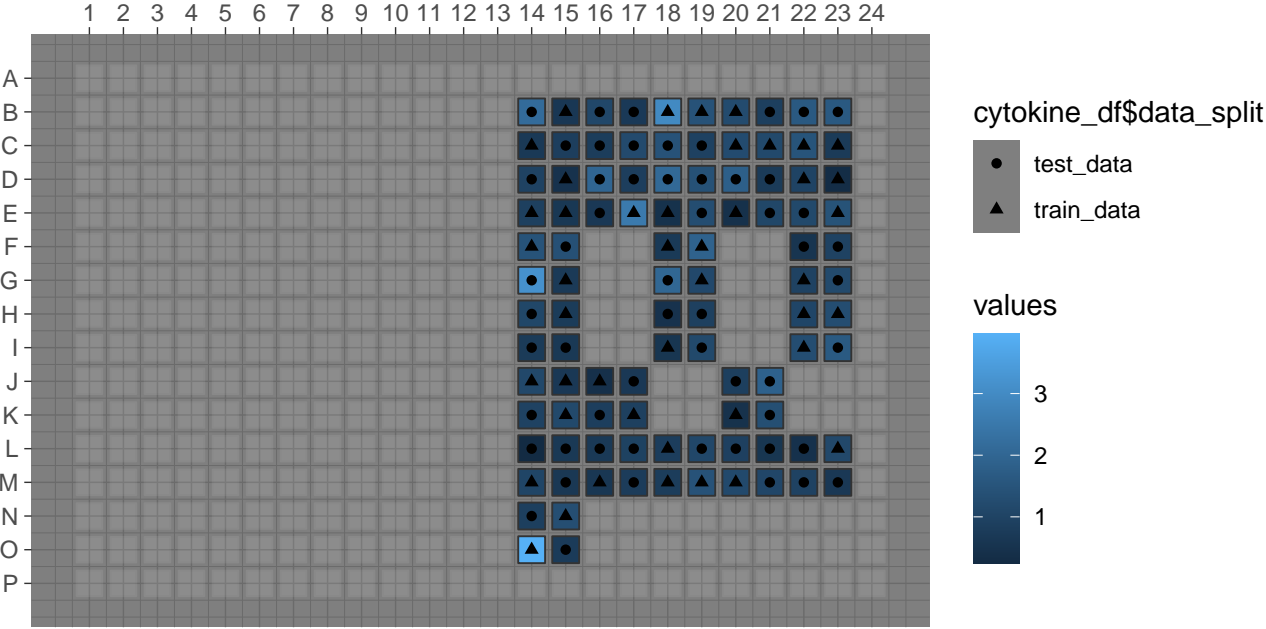 1 2 3 4 5 6 7 8 9 10 11 12 13 14 15 16 17 18 19 20 21 22 23 24
A
B
C
D
E
F
G
H
I
J
K
L
M
N
O
P
cytokine_df$data_split
test_data
train_data
values
3
2
1